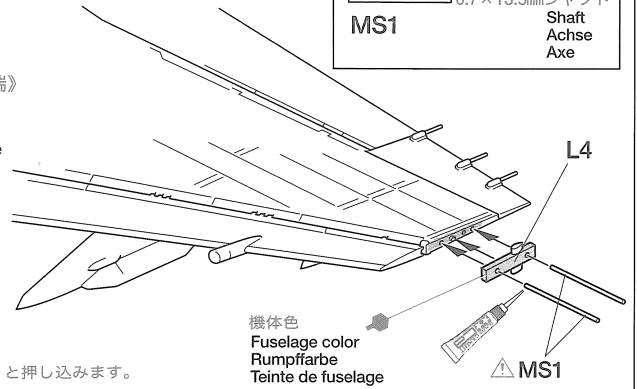 MS1
Shaft
Achse
Axe
端》
L4
機体色
Fuselage color
Rumpffarbe
Teinte de fuselage
MS1
と押し込みます。